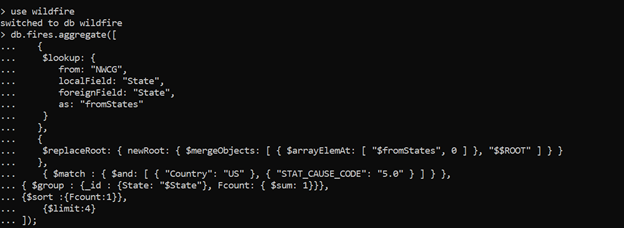 > use wildfire
switched to db wildfire
> db.fires.aggregate([
...    {
...     $lookup: {
...        from: "NWCG",
...        localField: "State",
...        foreignField: "State",
...        as: "fromStates"
...     }
...    },
...    {
...     $replaceRoot: { newRoot: { $mergeObjects: [ { $arrayElemAt: [ "$fromStates", 0 ] }, "$$ROOT" ] } }
...    },
...     { $match : { $and: [ { "Country": "US" }, { "STAT_CAUSE_CODE": "5.0" } ] } },
... { $group : {_id : {State: "$State"}, Fcount: { $sum: 1}}},
... {$sort :{Fcount:1}},
...     {$limit:4}
... ]);